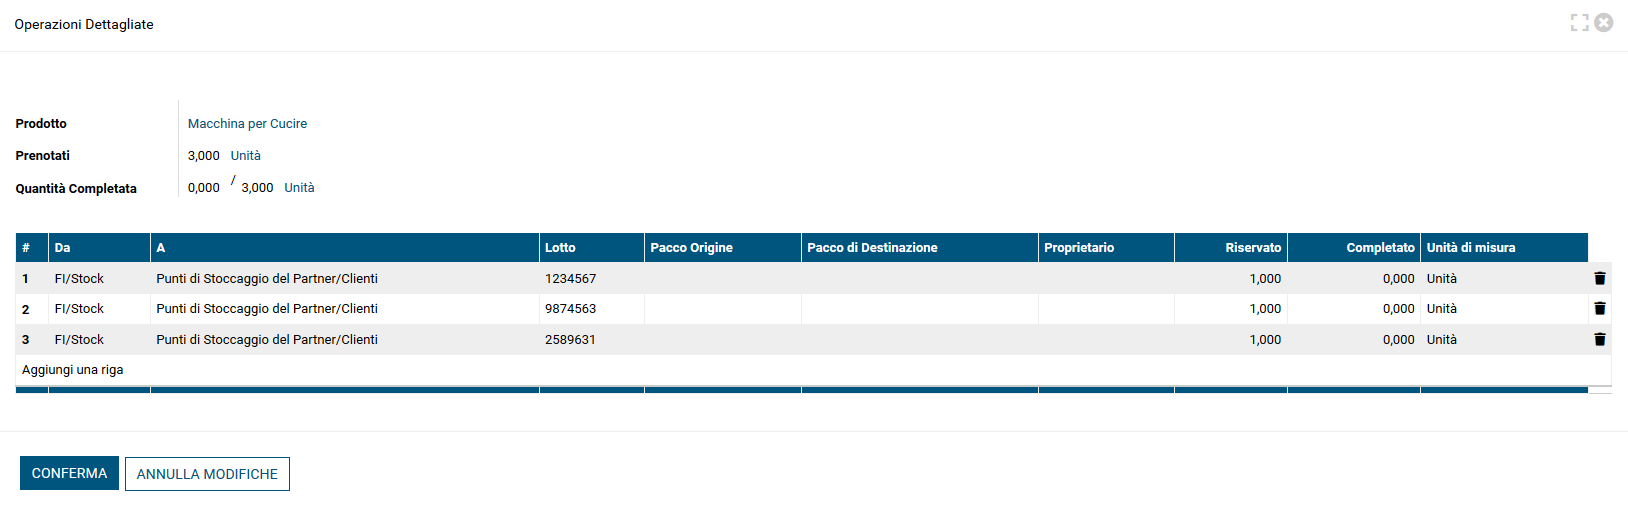 Operazioni Dettagliate
Prodotto Macchina per Cucire
Prenotati 3,000 Unità
Quantità Completata 0,000 / 3,000 Unità
# Da A Lotto Pacco Origine Pacco di Destinazione Proprietario Riservato Completato Unità di misura
1 FI/Stock Punti di Stoccaggio del Partner/Clienti 1234567 1,000 0,000 Unità
2 FI/Stock Punti di Stoccaggio del Partner/Clienti 9874563 1,000 0,000 Unità
3 FI/Stock Punti di Stoccaggio del Partner/Clienti 2589631 1,000 0,000 Unità
Aggiungi una riga
CONFERMA ANNULLA MODIFICHE